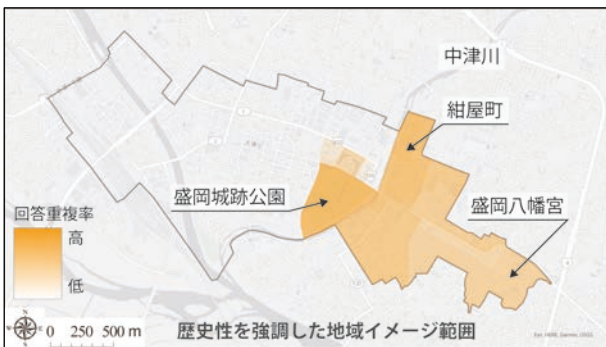 中津川
紺屋町
盛岡城跡公園
盛岡八幡宮
回答重複率
高
低
0 250 500 m
歴史性を強調した地域イメージ範囲